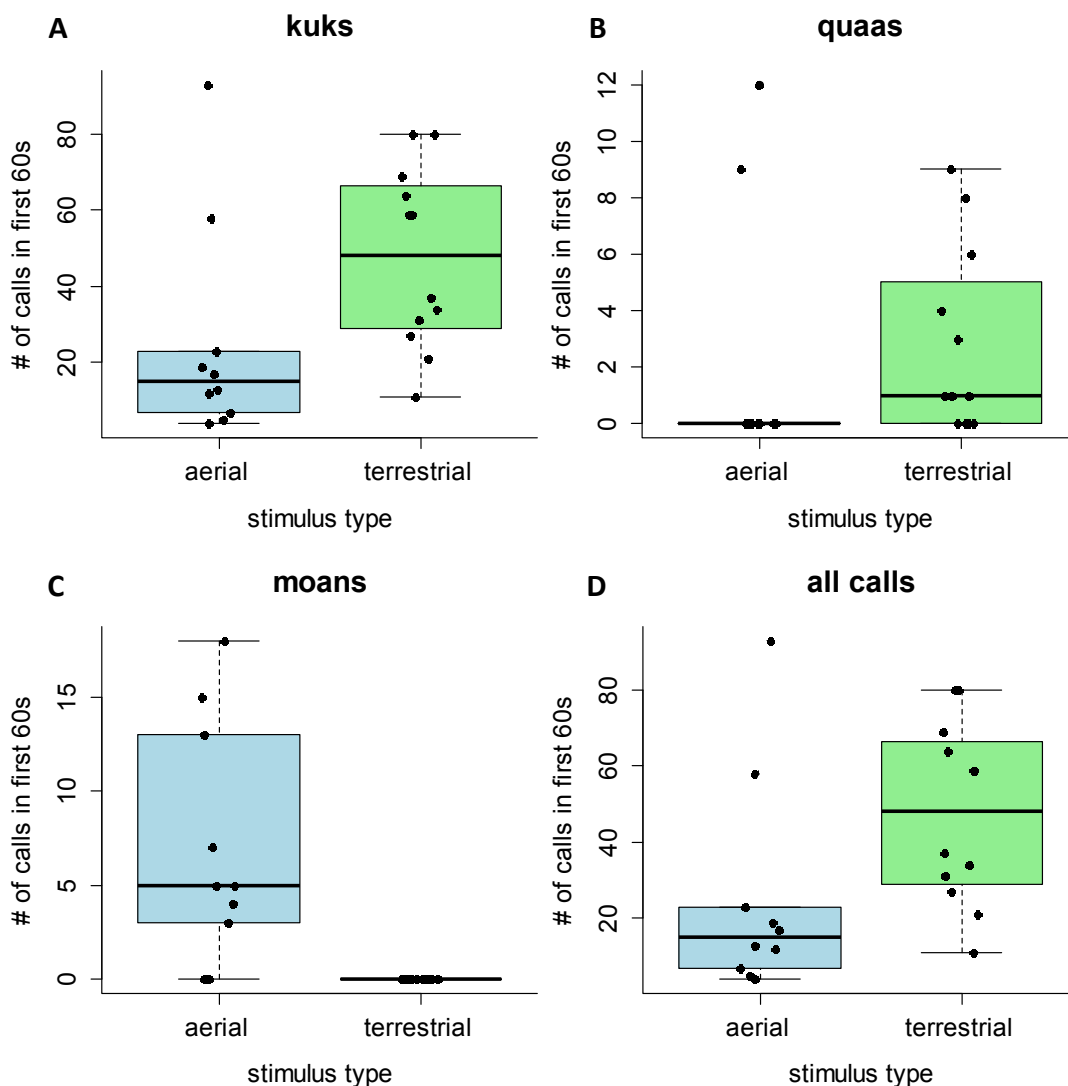 A
kuks
# of calls in first 60s
80
60
40
20
aerial
terrestrial
stimulus type
B
quaas
# of calls in first 60s
12
10
8
6
4
2
0
aerial
terrestrial
stimulus type
C
moans
# of calls in first 60s
15
10
5
0
aerial
terrestrial
stimulus type
D
all calls
# of calls in first 60s
80
60
40
20
aerial
terrestrial
stimulus type